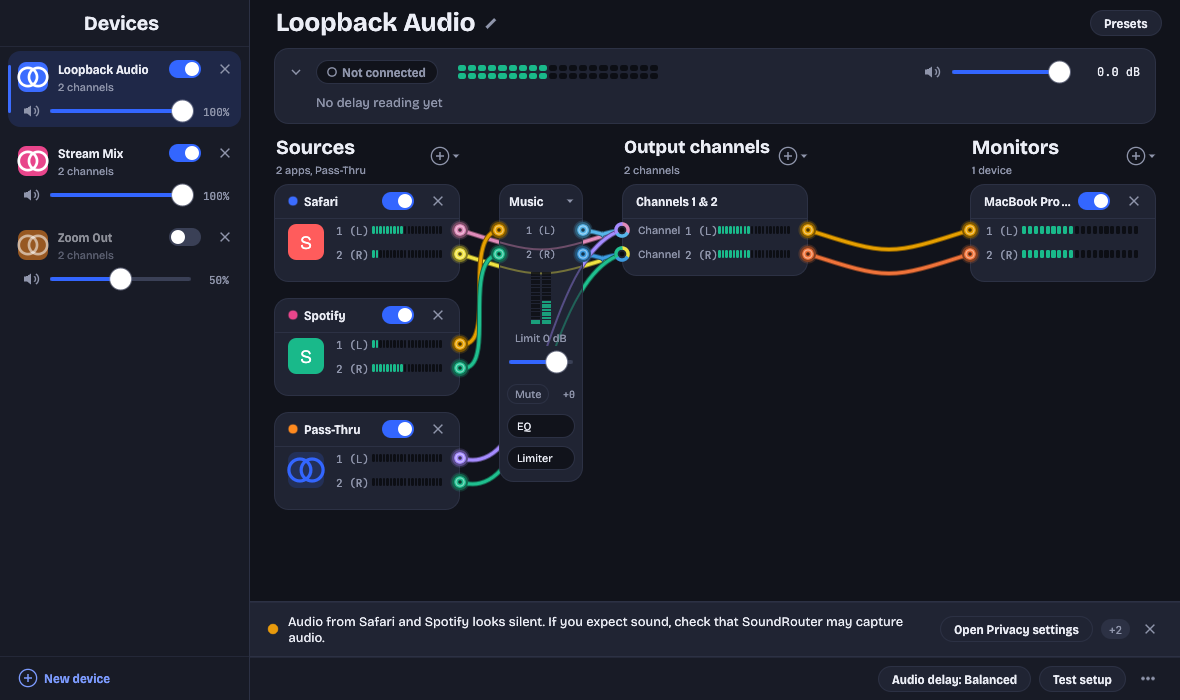 Devices
Loopback Audio
2 channels
100%
Stream Mix
2 channels
100%
Zoom Out
2 channels
50%
New device
Loopback Audio
Presets
Not connected
0.0 dB
No delay reading yet
Sources
2 apps, Pass-Thru
Safari
S
1 (L)
2 (R)
Spotify
S
1 (L)
2 (R)
Pass-Thru
1 (L)
2 (R)
Music
1 (L)
2 (R)
Limit 0 dB
Mute +0
EQ
Limiter
Output channels
2 channels
Channels 1 & 2
Channel 1 (L)
Channel 2 (R)
Monitors
1 device
MacBook Pro ...
1 (L)
2 (R)
Audio from Safari and Spotify looks silent. If you expect sound, check that SoundRouter may capture
audio.
Open Privacy settings
+2
Audio delay: Balanced
Test setup